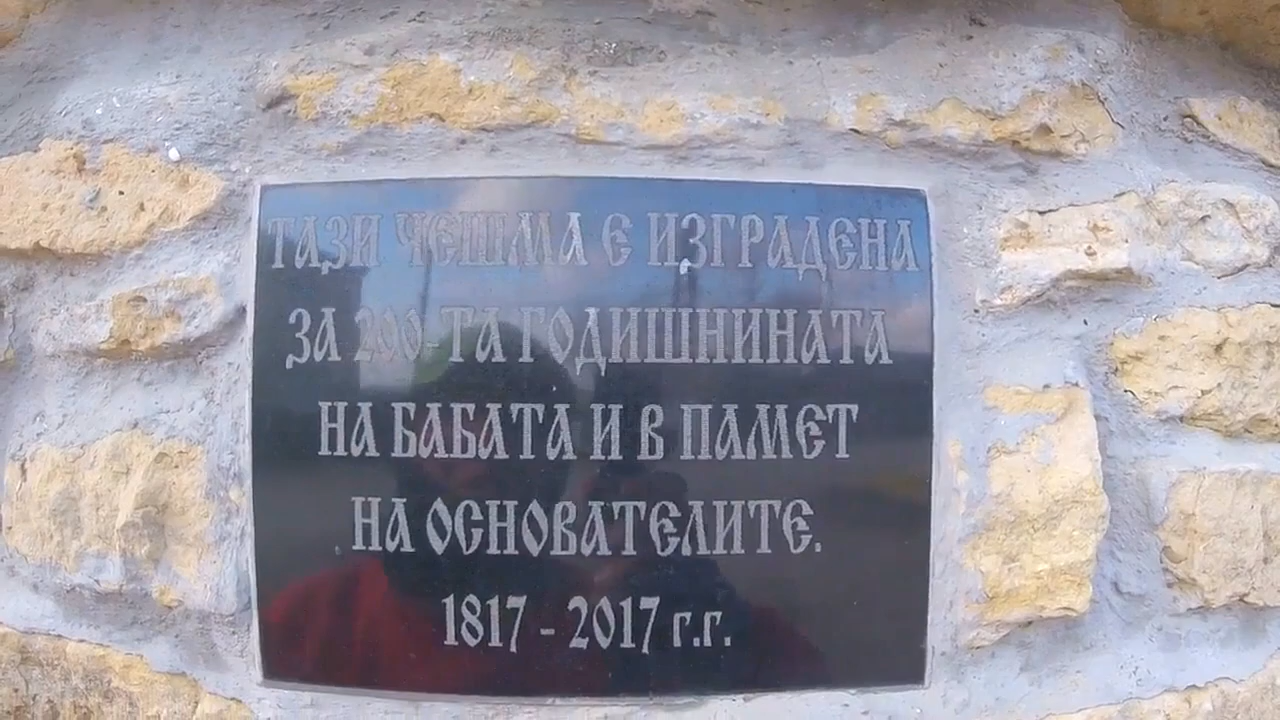 ТАЗИ ЧЕШМА Е ИЗГРАДЕНА
ЗА 200-ТА ГОДИШНИНАТА
НА БАБАТА И В ПАМЕТ
НА ОСНОВАТЕЛИТЕ.
1817 - 2017 г.г.